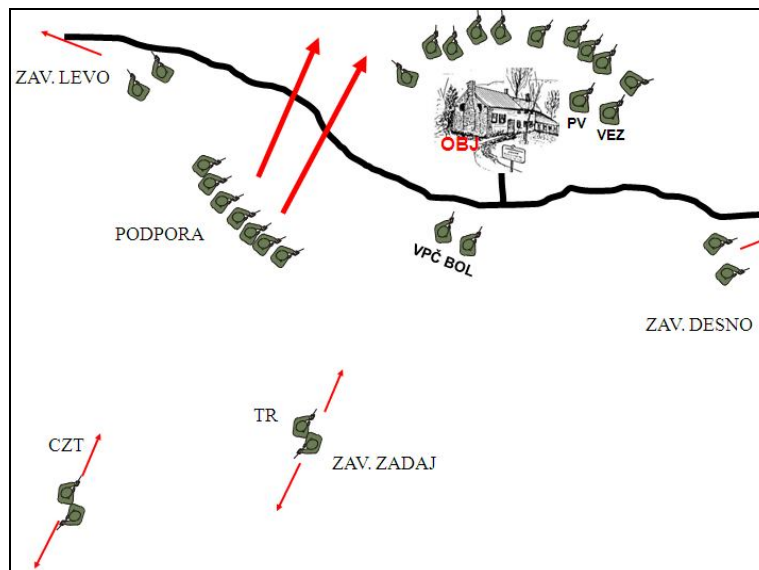 ZAV. LEVO
PV
VEZ
OBJ
PODPORA
VPČ BOL
ZAV. DESNO
TR
CZT
ZAV. ZADAJ